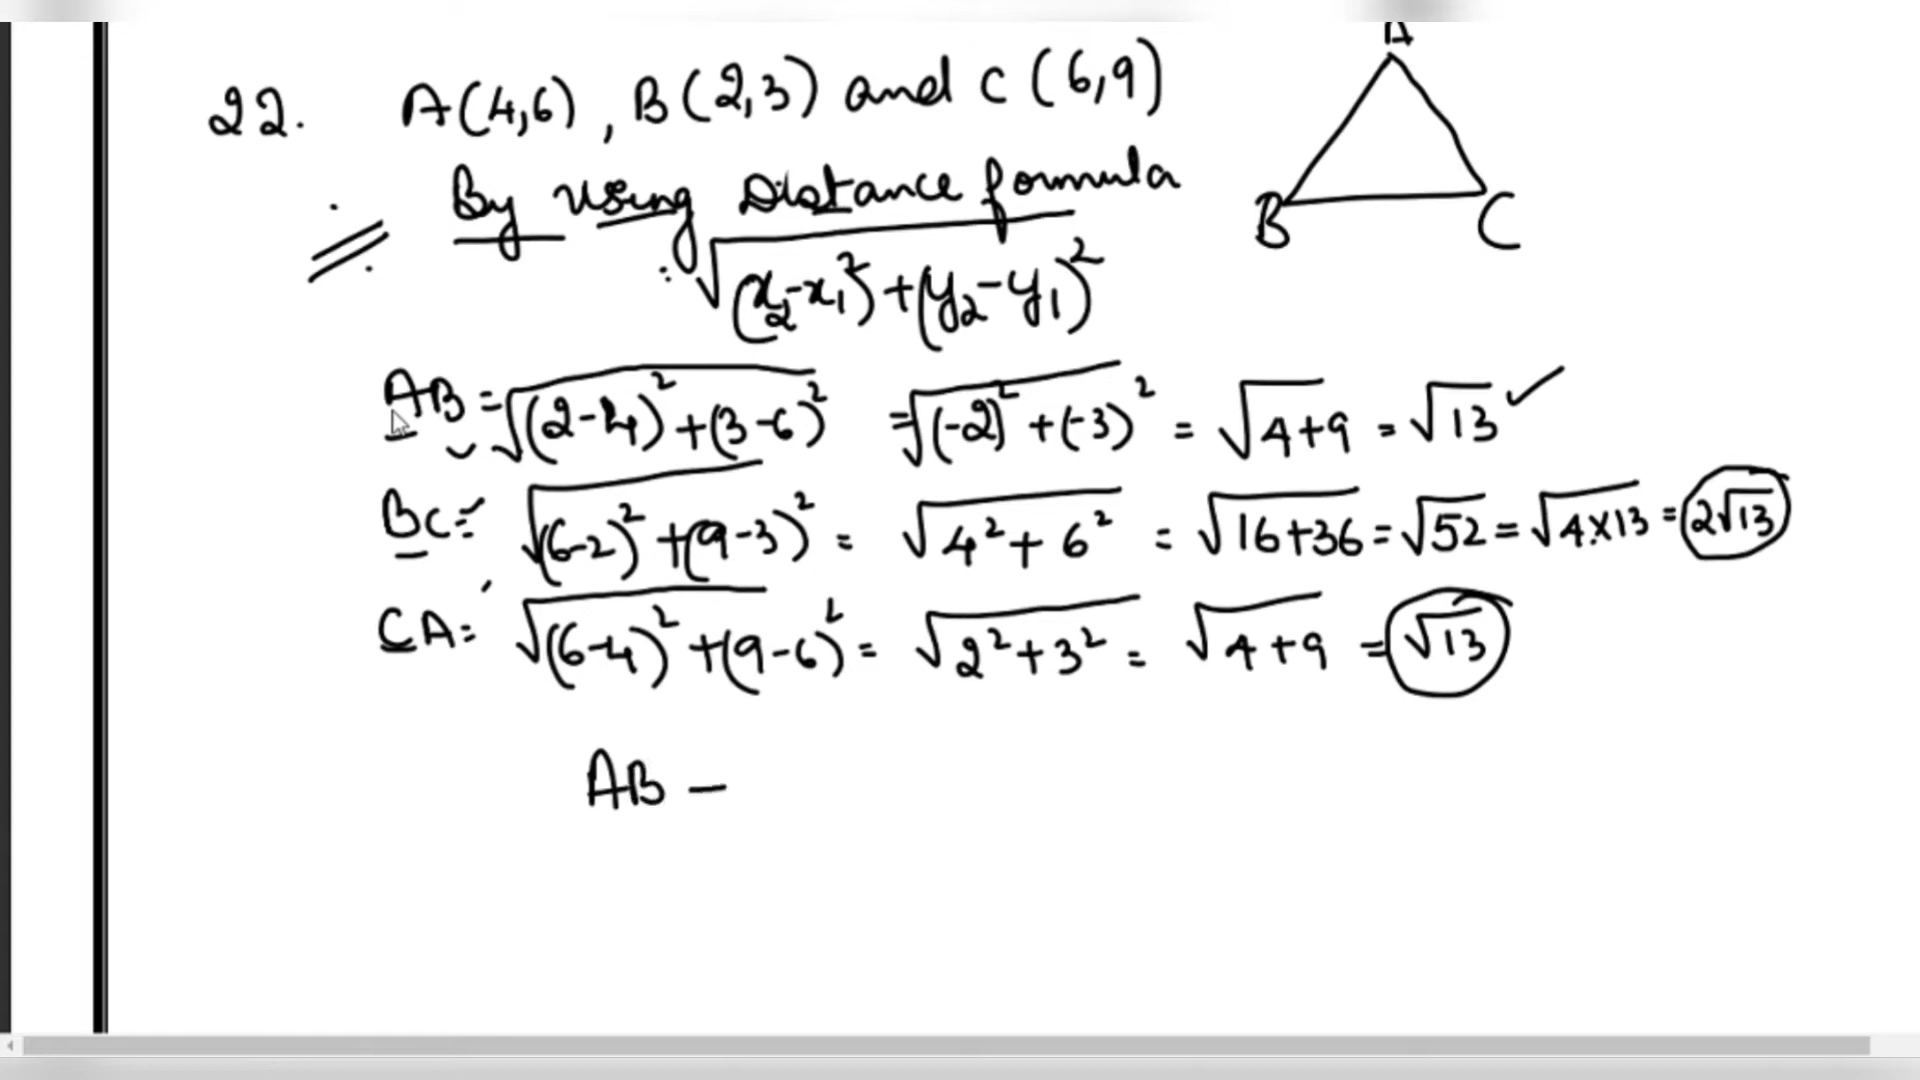 22. A(4,6), B(2,3) and C(6,9)
By using Distance formula
√(x₂-x₁)²+(y₂-y₁)²
AB = √(2-4)²+(3-6)² = √(-2)²+(-3)² = √4+9 = √13 ✓
BC = √(6-2)²+(9-3)² = √4²+6² = √16+36 = √52 = √4×13 = 2√13
CA = √(6-4)²+(9-6)² = √2²+3² = √4+9 = √13
AB –
A
B
C